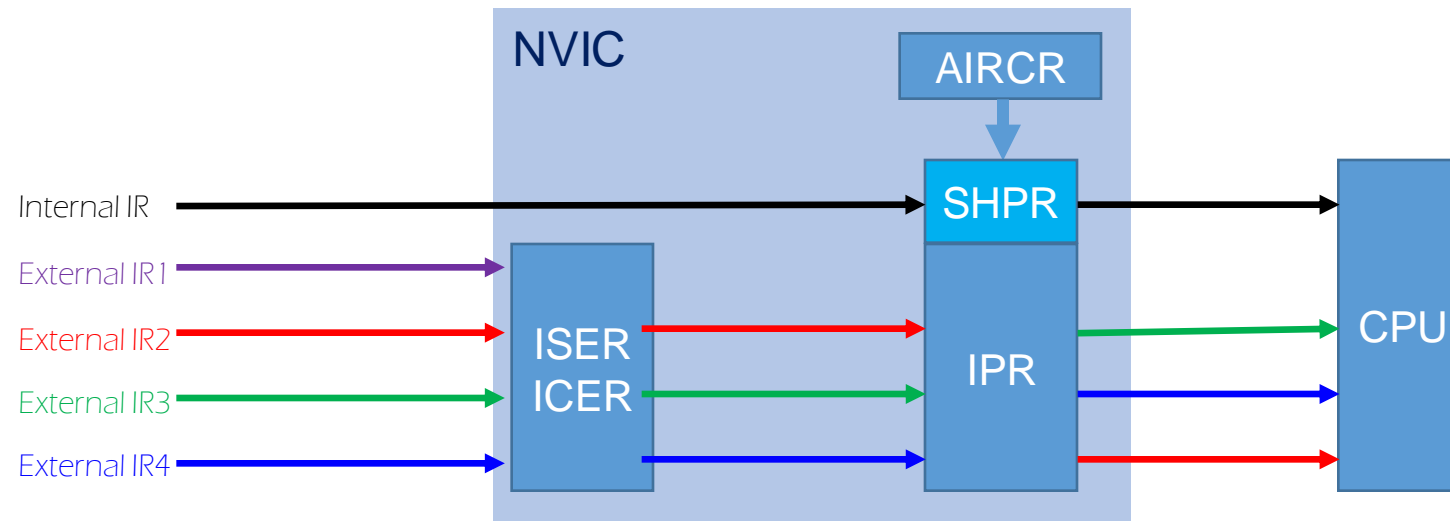 NVIC
AIRCR
Internal IR
SHPR
External IR1
External IR2
External IR3
External IR4
ISER
ICER
IPR
CPU